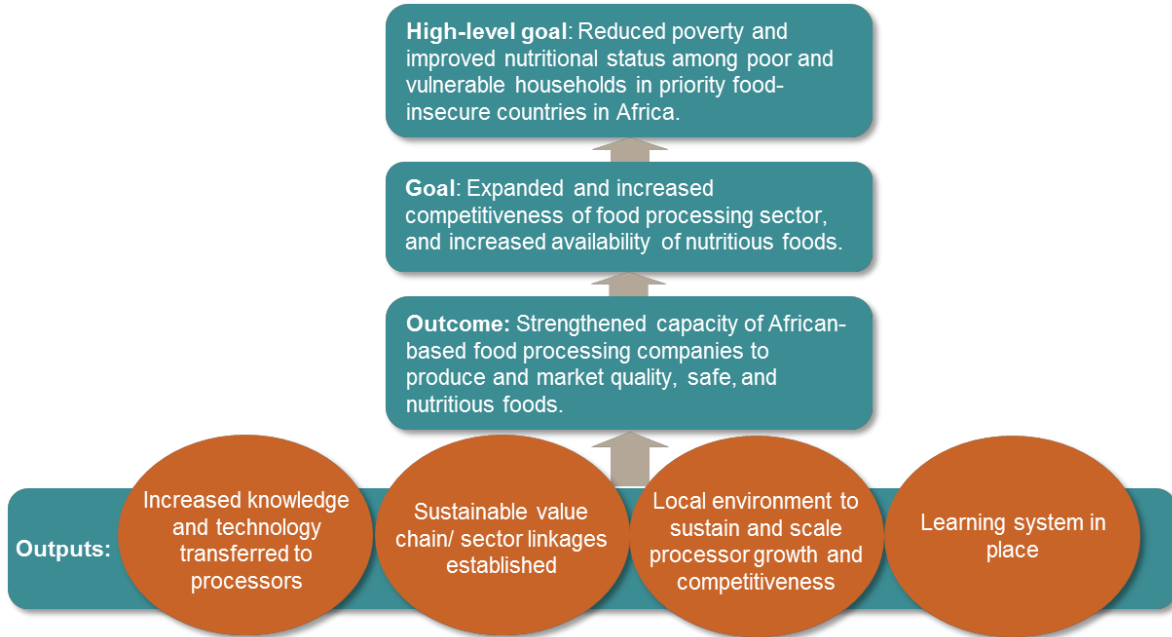 High-level goal: Reduced poverty and
improved nutritional status among poor and
vulnerable households in priority food-
insecure countries in Africa.
Goal: Expanded and increased
competitiveness of food processing sector,
and increased availability of nutritious foods.
Outcome: Strengthened capacity of African-
based food processing companies to
produce and market quality, safe, and
nutritious foods.
Outputs:
Increased knowledge
and technology
transferred to
processors
Sustainable value
chain/ sector linkages
established
Local environment to
sustain and scale
processor growth and
competitiveness
Learning system in
place